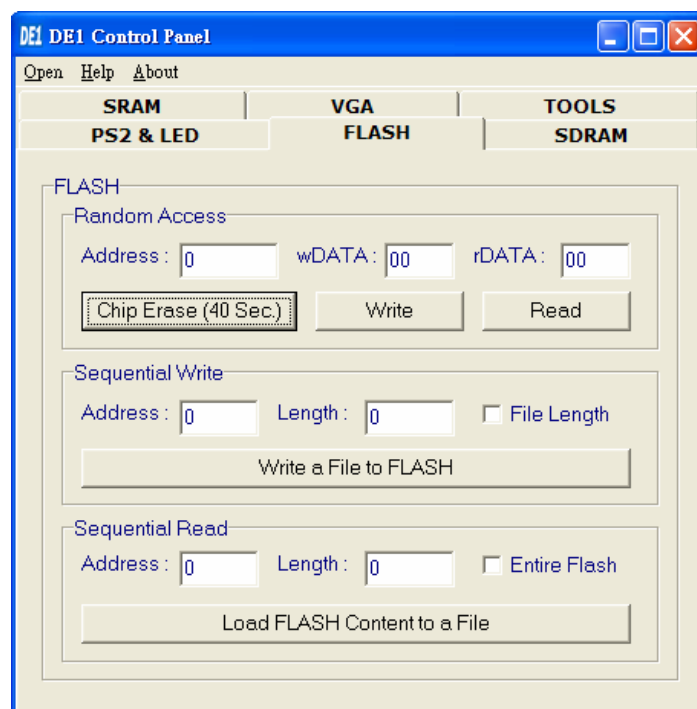 DE1 DE1 Control Panel
Open Help About
SRAM VGA TOOLS
PS2 & LED FLASH SDRAM
FLASH
Random Access
Address : 0 wDATA : 00 rDATA : 00
Chip Erase (40 Sec.) Write Read
Sequential Write
Address : 0 Length : 0 File Length
Write a File to FLASH
Sequential Read
Address : 0 Length : 0 Entire Flash
Load FLASH Content to a File